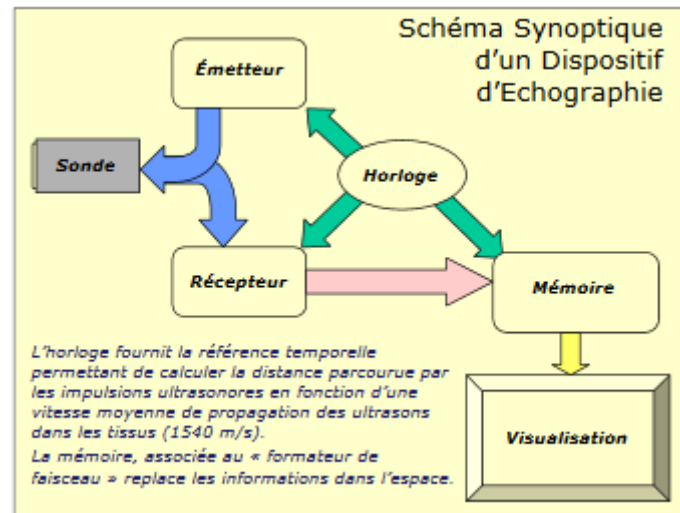 Schéma Synoptique
d'un Dispositif
d'Echographie
Émetteur
Sonde
Horloge
Récepteur
Mémoire
L'horloge fournit la référence temporelle
permettant de calculer la distance parcourue par
les impulsions ultrasonores en fonction d'une
vitesse moyenne de propagation des ultrasons
dans les tissus (1540 m/s).
La mémoire, associée au « formateur de
faisceau » replace les informations dans l'espace.
Visualisation